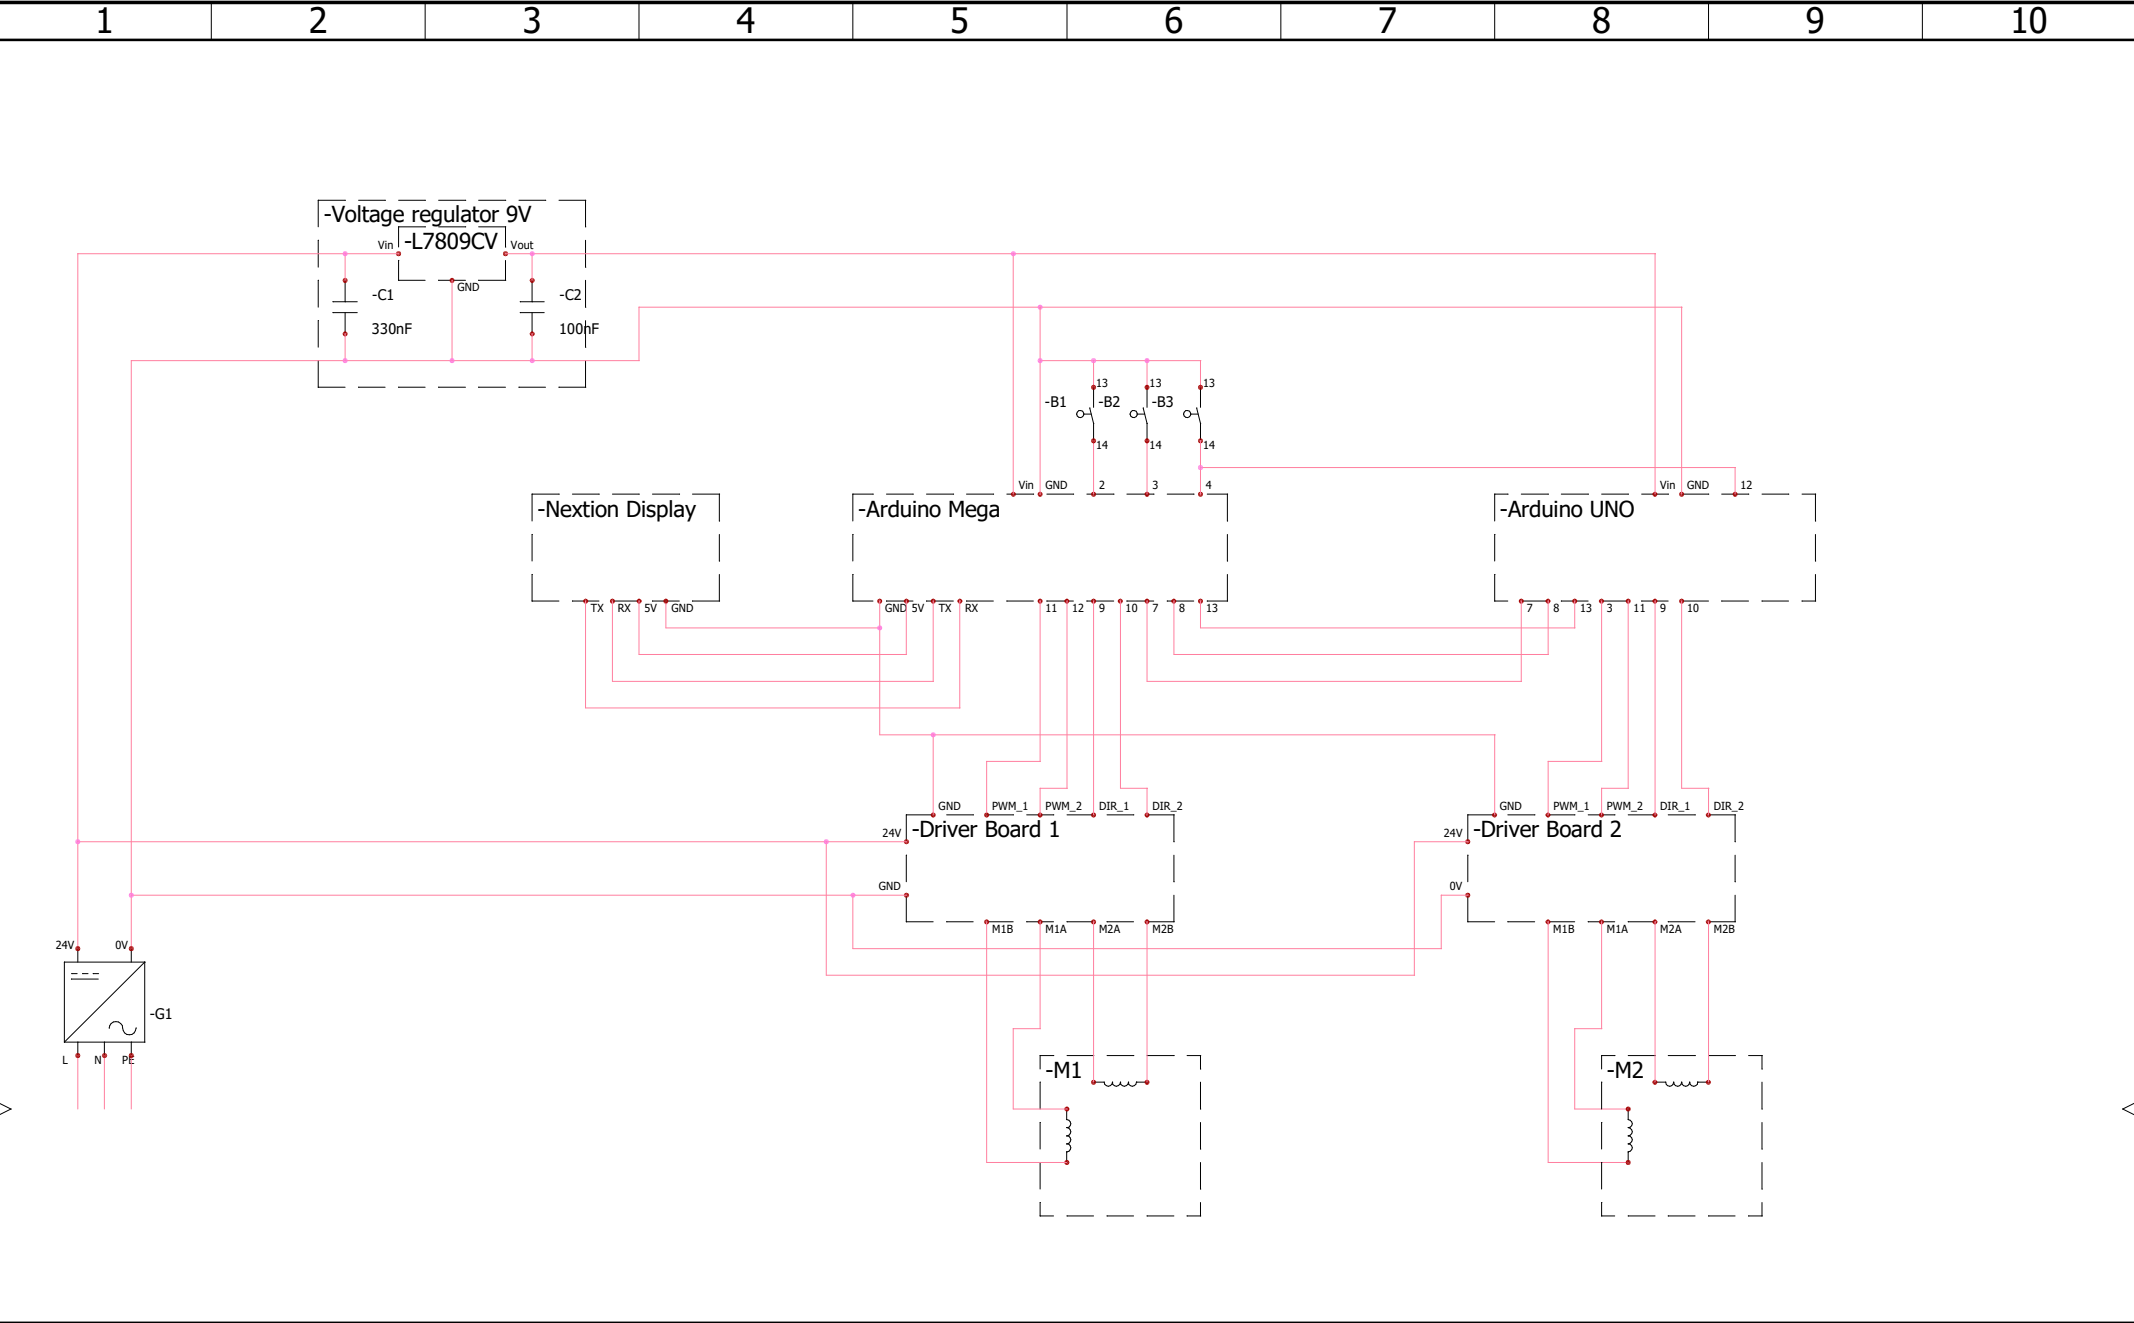 1 2 3 4 5 6 7 8 9 10
-Voltage regulator 9V
Vin -L7809CV Vout
GND
-C1 -C2
330nF 100nF
13 13 13
-B1 -B2 -B3
14 14 14
Vin GND 2 3 4 Vin GND 12
-Nextion Display -Arduino Mega -Arduino UNO
TX RX 5V GND GND 5V TX RX 11 12 9 10 7 8 13 7 8 13 3 11 9 10
GND PWM_1 PWM_2 DIR_1 DIR_2 GND PWM_1 PWM_2 DIR_1 DIR_2
24V -Driver Board 1 24V -Driver Board 2
GND 0V
M1B M1A M2A M2B M1B M1A M2A M2B
24V 0V
-G1
L N PE
-M1 -M2